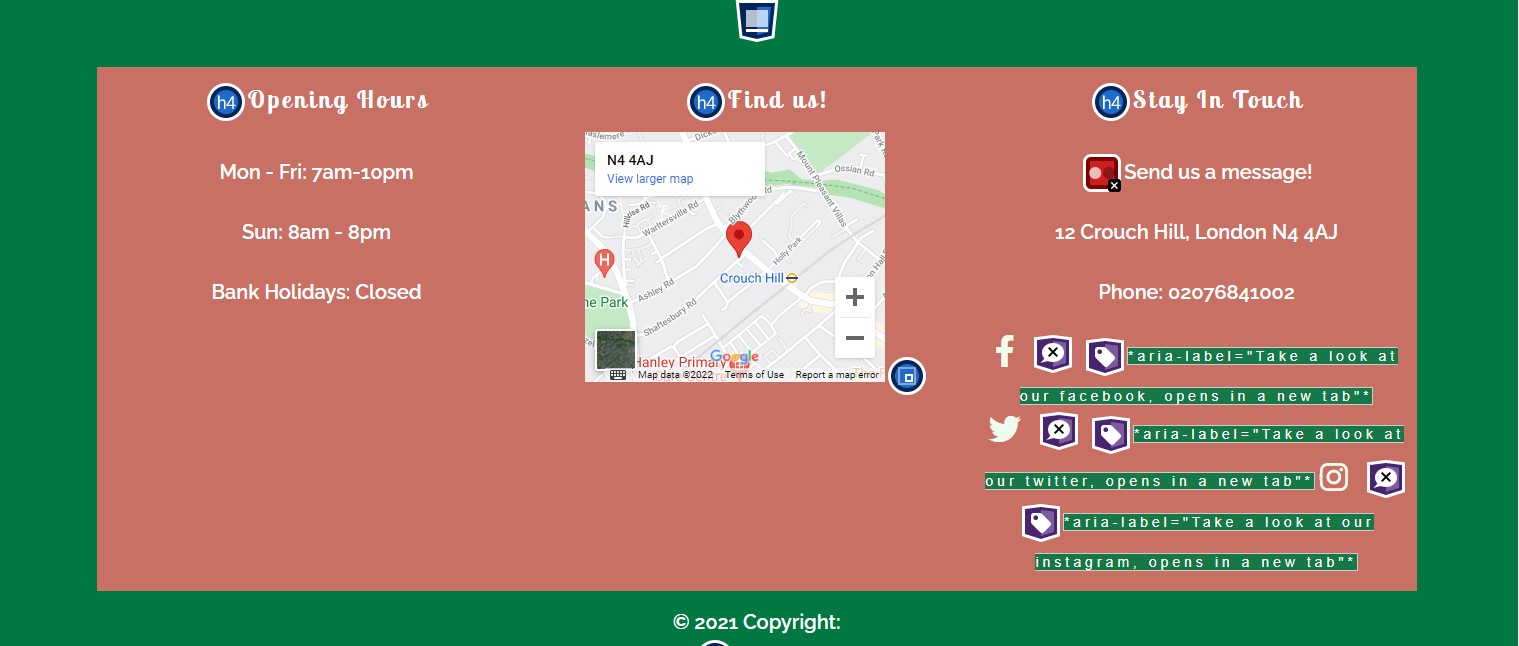 h4 Opening Hours
Mon - Fri: 7am-10pm
Sun: 8am - 8pm
Bank Holidays: Closed
h4 Find us!
Dicks
N4 4AJ
View larger map
Ossian Rd
Mount Pleasant Villas
ANS
Hillrise Rd
Warltersville Rd
Blythwood
Holly Park
H
Crouch Hill
Ashley Rd
he Park
Shaftesbury Rd
Hanley Primary
Google
Map data ©2022 Terms of Use Report a map error
h4 Stay In Touch
Send us a message!
12 Crouch Hill, London N4 4AJ
Phone: 02076841002
*aria-label="Take a look at
our facebook, opens in a new tab"*
*aria-label="Take a look at
our twitter, opens in a new tab"*
*aria-label="Take a look at our
instagram, opens in a new tab"*
© 2021 Copyright: